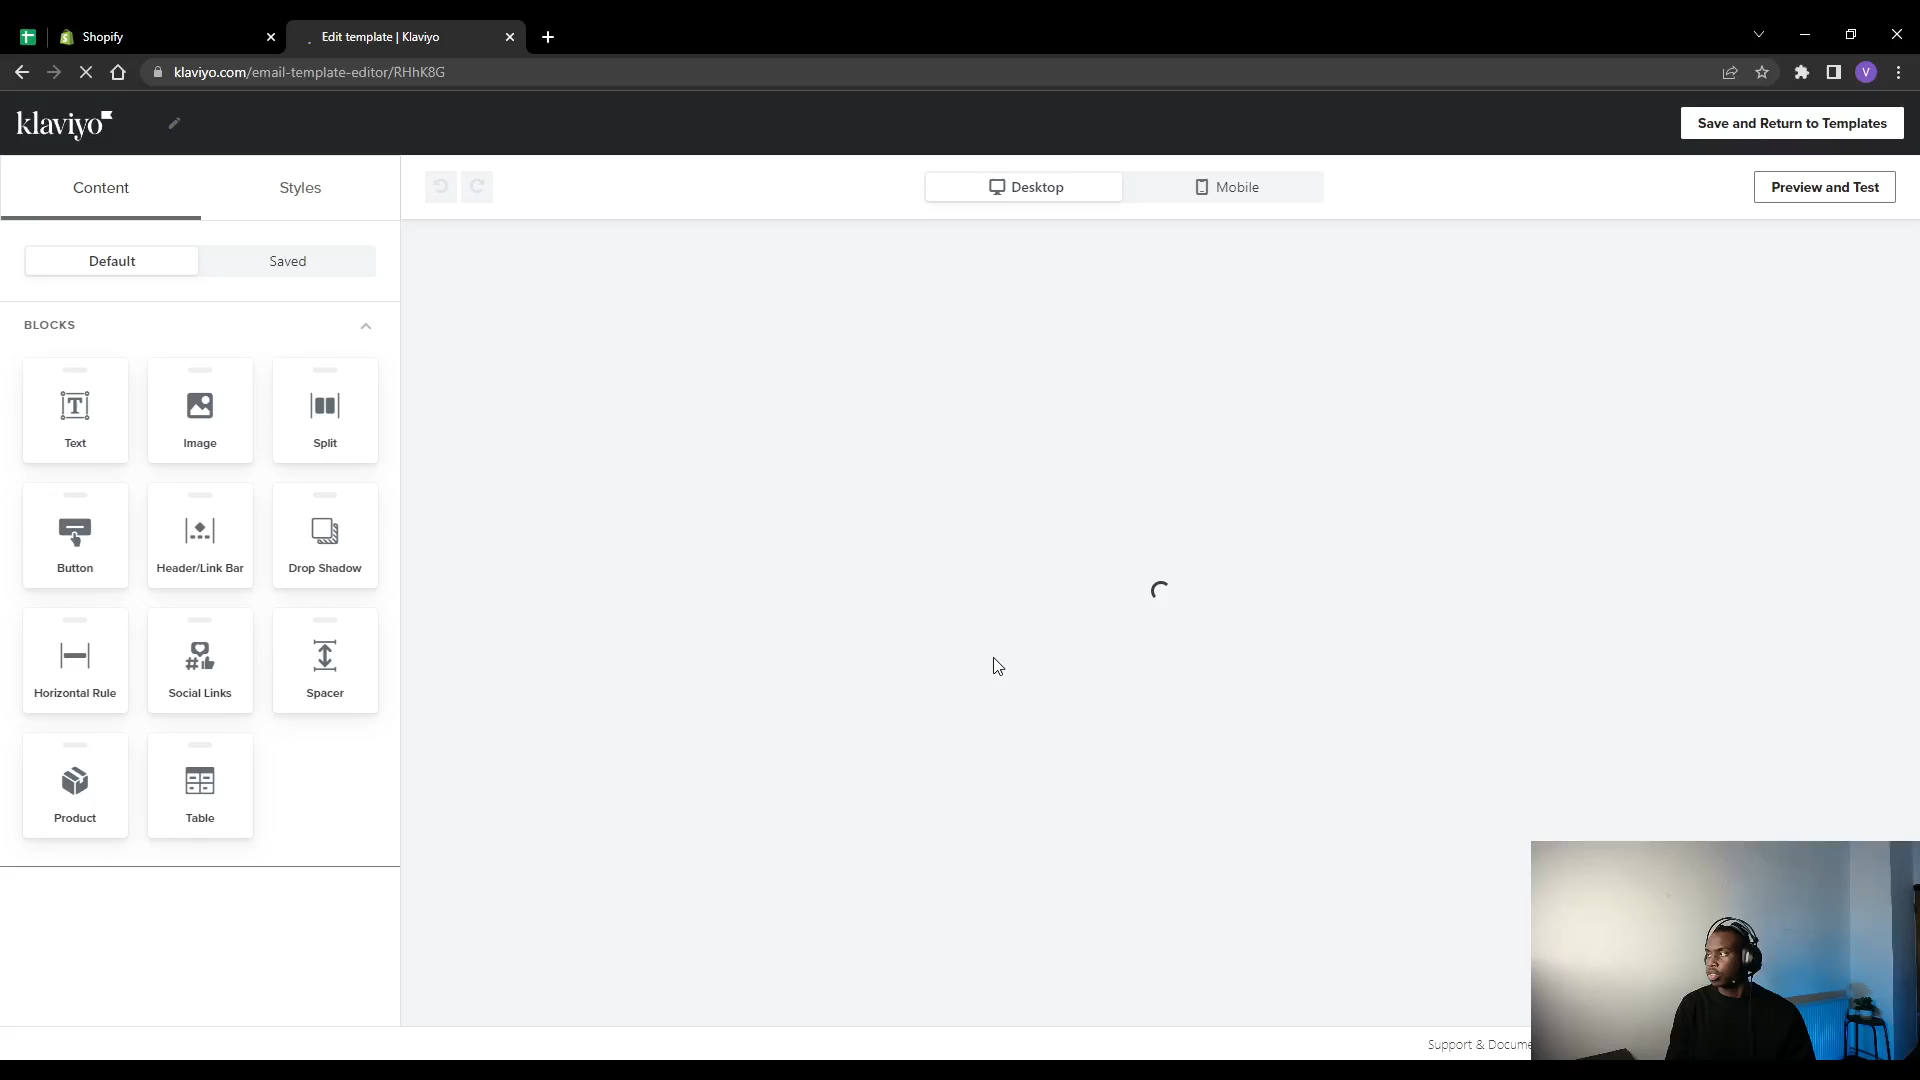 Shopify
Edit template | Klaviyo
klaviyo.com/email-template-editor/RHhK8G
V
klaviyo
Save and Return to Templates
Content
Styles
Desktop
Mobile
Preview and Test
Default
Saved
BLOCKS
Text
Image
Split
Button
Header/Link Bar
Drop Shadow
Horizontal Rule
Social Links
Spacer
Product
Table
Support & Docume